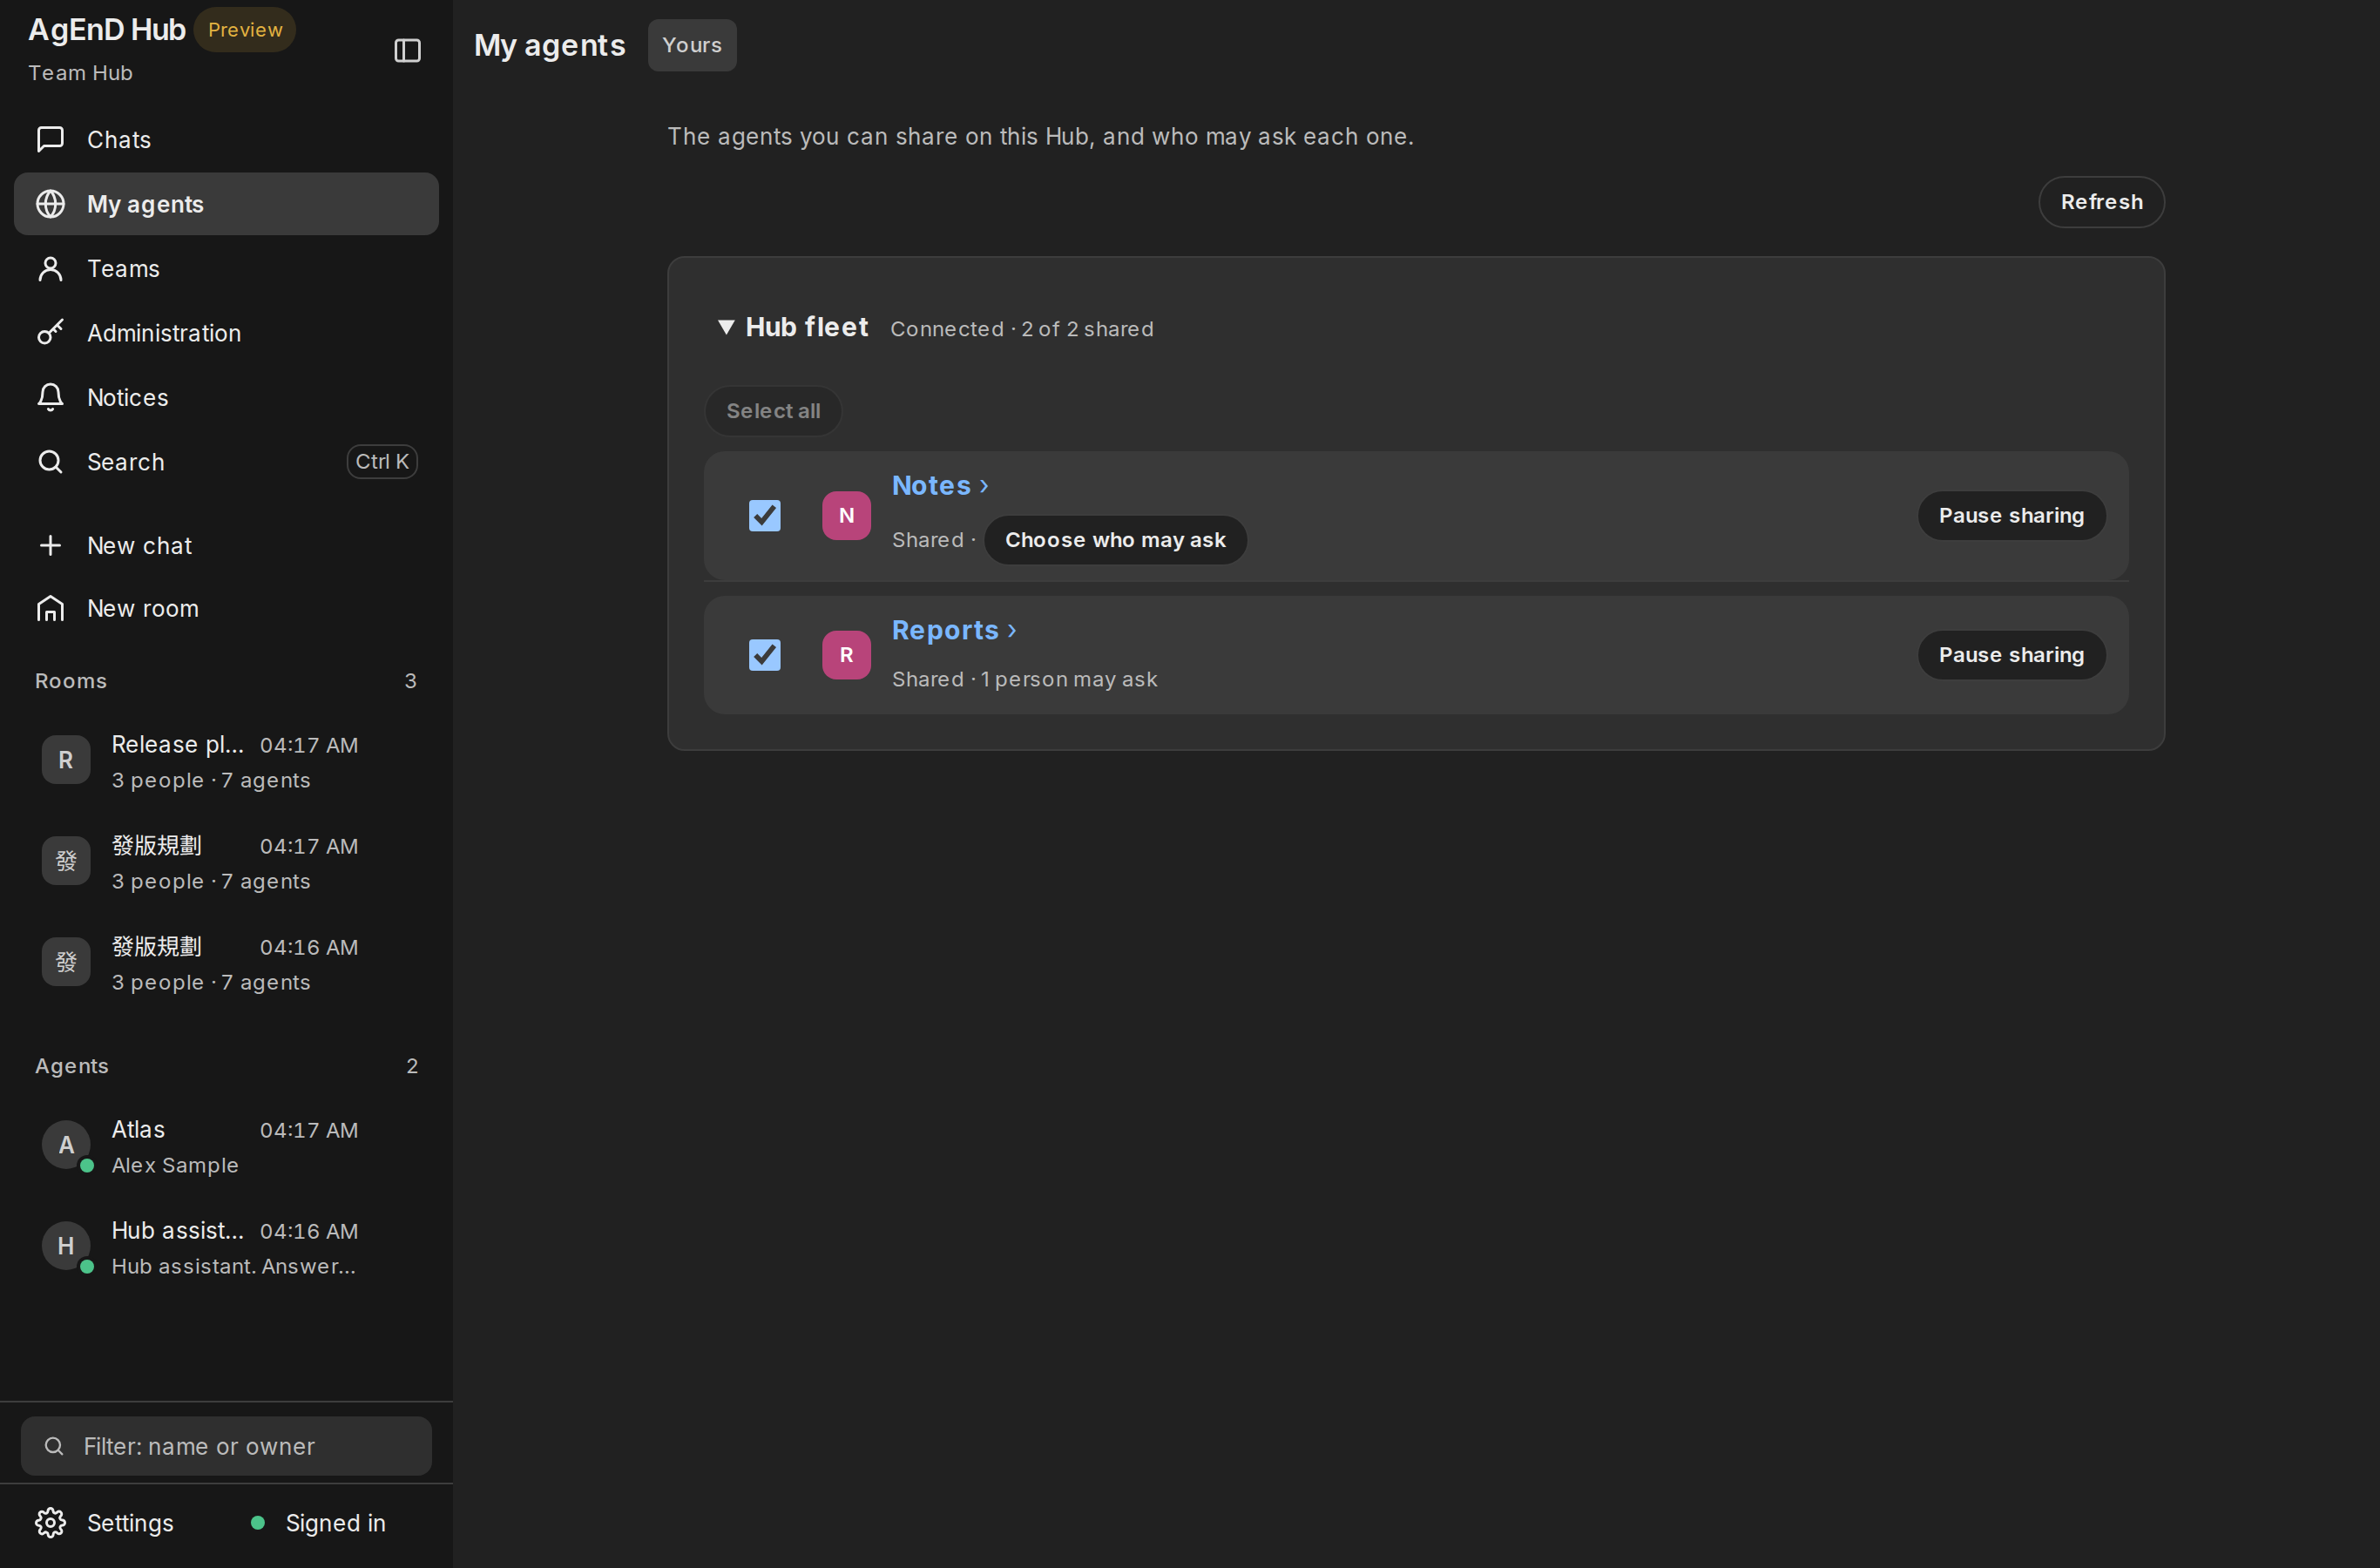 AgEnD Hub Preview
Team Hub
Chats
My agents
Teams
Administration
Notices
Search Ctrl K
New chat
New room
Rooms 3
R Release pl... 04:17 AM
3 people · 7 agents
發 發版規劃 04:17 AM
3 people · 7 agents
發 發版規劃 04:16 AM
3 people · 7 agents
Agents 2
A Atlas 04:17 AM
Alex Sample
H Hub assist... 04:16 AM
Hub assistant. Answer...
Filter: name or owner
Settings Signed in
My agents Yours
The agents you can share on this Hub, and who may ask each one.
Refresh
Hub fleet Connected · 2 of 2 shared
Select all
N Notes ›
Shared · Choose who may ask
Pause sharing
R Reports ›
Shared · 1 person may ask
Pause sharing